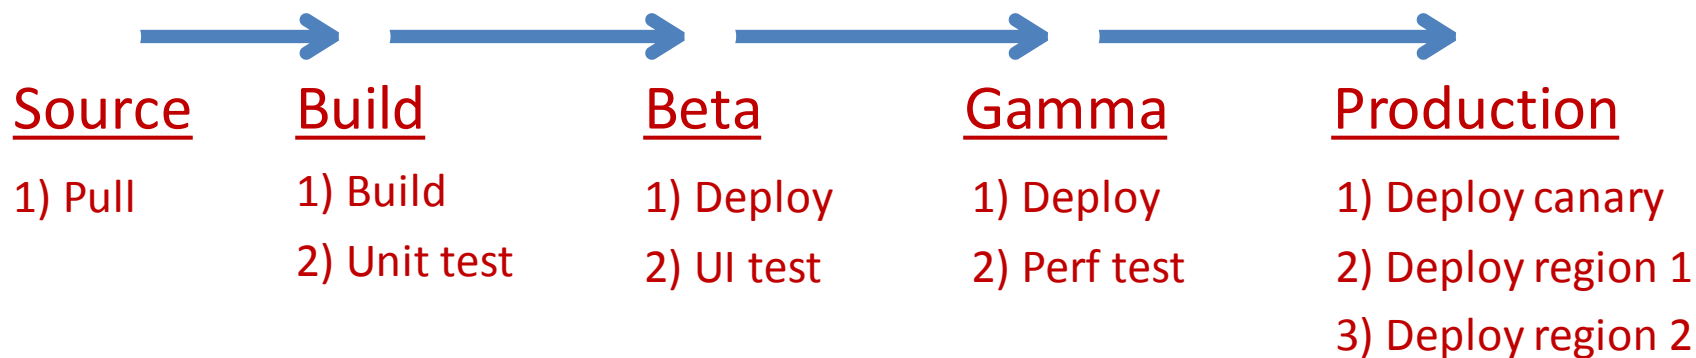 Source
1) Pull
Build
1) Build
2) Unit test
Beta
1) Deploy
2) UI test
Gamma
1) Deploy
2) Perf test
Production
1) Deploy canary
2) Deploy region 1
3) Deploy region 2